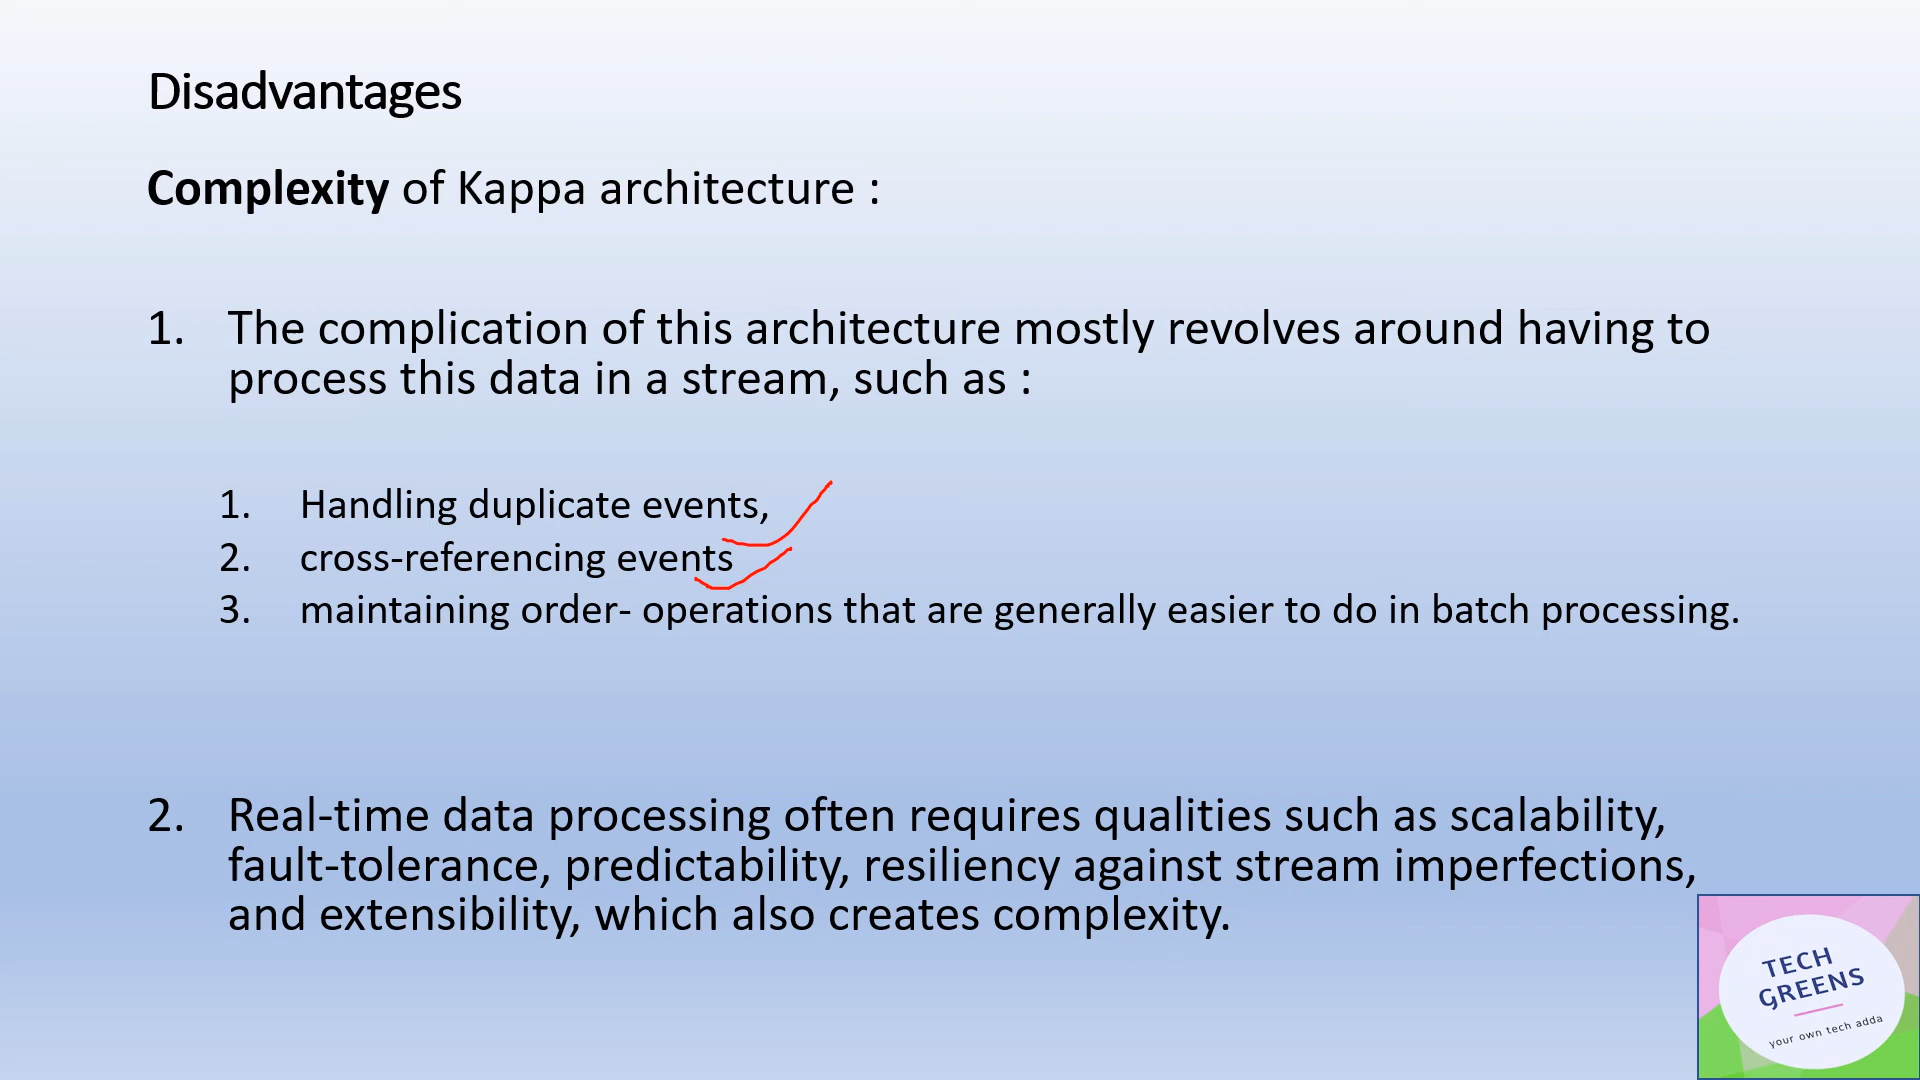 Disadvantages
Complexity of Kappa architecture :
1. The complication of this architecture mostly revolves around having to
process this data in a stream, such as :
1. Handling duplicate events,
2. cross-referencing events
3. maintaining order- operations that are generally easier to do in batch processing.
2. Real-time data processing often requires qualities such as scalability,
fault-tolerance, predictability, resiliency against stream imperfections,
and extensibility, which also creates complexity.
TECH
GREENS
your own tech adda